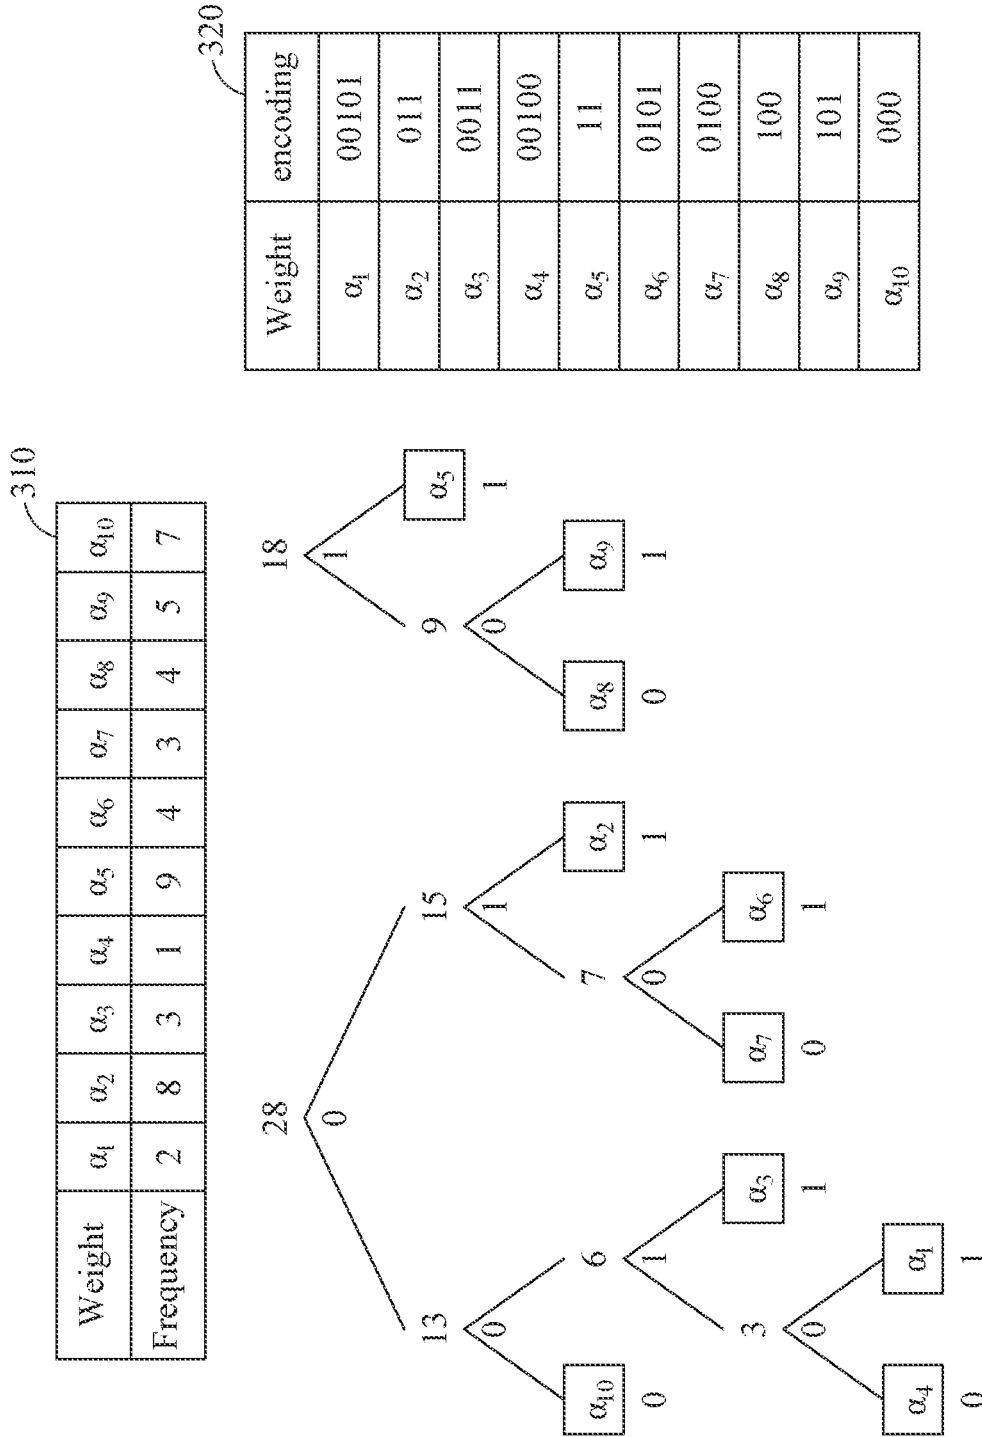 310
Weight α₁ α₂ α₃ α₄ α₅ α₆ α₇ α₈ α₉ α₁₀
Frequency 2 8 3 1 9 4 3 4 5 7
28 18
0 1
13 15 9 α₅
0 1 0 1
α₁₀ 6 7 α₂ α₈ α₉
0 1 0 1 0 1
3 α₃ α₇ α₆
0 1 0 1
α₄ α₁
0 1
320
Weight encoding
α₁ 00101
α₂ 011
α₃ 0011
α₄ 00100
α₅ 11
α₆ 0101
α₇ 0100
α₈ 100
α₉ 101
α₁₀ 000